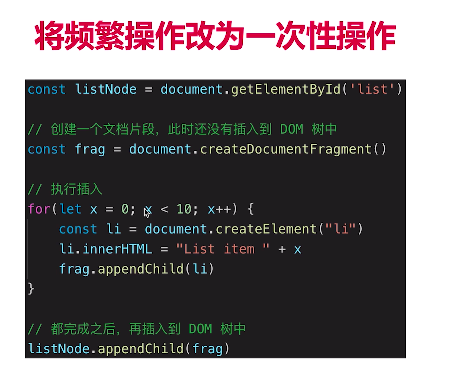 将频繁操作改为一次性操作
const listNode = document.getElementById('list')
// 创建一个文档片段，此时还没有插入到 DOM 树中
const frag = document.createDocumentFragment()
// 执行插入
for(let x = 0; x < 10; x++) {
    const li = document.createElement("li")
    li.innerHTML = "List item " + x
    frag.appendChild(li)
}
// 都完成之后，再插入到 DOM 树中
listNode.appendChild(frag)